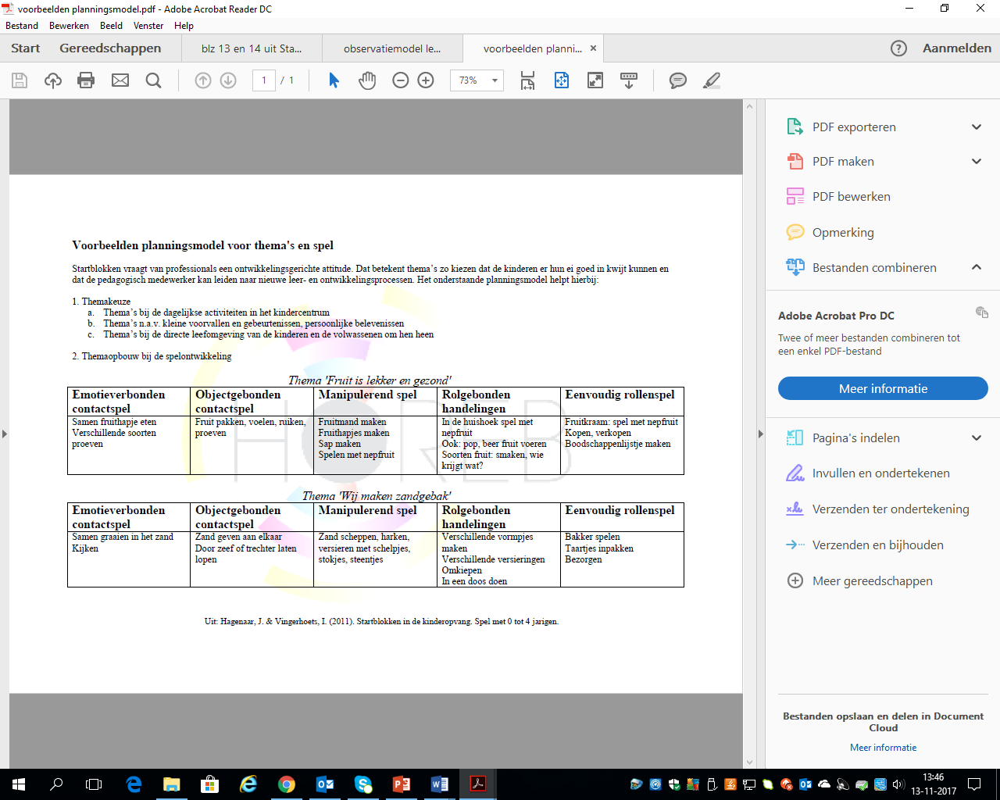 voorbeelden planningsmodel.pdf - Adobe Acrobat Reader DC
Bestand Bewerken Beeld Venster Help
Start Gereedschappen blz 13 en 14 uit Sta... observatiemodel le... voorbeelden planni... Aanmelden
1 / 1 73%
PDF exporteren
PDF maken
PDF bewerken
Opmerking
Bestanden combineren
Adobe Acrobat Pro DC
Twee of meer bestanden combineren tot
een enkel PDF-bestand
Meer informatie
Pagina's indelen
Invullen en ondertekenen
Verzenden ter ondertekening
Verzenden en bijhouden
Meer gereedschappen
Bestanden opslaan en delen in Document
Cloud
Meer informatie
Voorbeelden planningsmodel voor thema's en spel
Startblokken vraagt van professionals een ontwikkelingsgerichte attitude. Dat betekent thema's zo kiezen dat de kinderen er hun ei goed in kwijt kunnen en
dat de pedagogisch medewerker kan leiden naar nieuwe leer- en ontwikkelingsprocessen. Het onderstaande planningsmodel helpt hierbij:
1. Themakeuze
a. Thema's bij de dagelijkse activiteiten in het kindercentrum
b. Thema's n.a.v. kleine voorvallen en gebeurtenissen, persoonlijke belevenissen
c. Thema's bij de directe leefomgeving van de kinderen en de volwassenen om hen heen
2. Themaopbouw bij de spelontwikkeling
Thema 'Fruit is lekker en gezond'
Emotieverbonden
contactspel
Objectgebonden
contactspel
Manipulerend spel
Rolgebonden
handelingen
Eenvoudig rollenspel
Samen fruithapje eten
Verschillende soorten
proeven
Fruit pakken, voelen, ruiken,
proeven
Fruitmand maken
Fruithapjes maken
Sap maken
Spelen met nepfruit
In de huishoek spel met
nepfruit
Ook: pop, beer fruit voeren
Soorten fruit: smaken, wie
krijgt wat?
Fruitkraam: spel met nepfruit
Kopen, verkopen
Boodschappenlijstje maken
HOREB
Thema 'Wij maken zandgebak'
Emotieverbonden
contactspel
Objectgebonden
contactspel
Manipulerend spel
Rolgebonden
handelingen
Eenvoudig rollenspel
Samen graaien in het zand
Kijken
Zand geven aan elkaar
Door zeef of trechter laten
lopen
Zand scheppen, harken,
versieren met schelpjes,
stokjes, steentjes
Verschillende vormpjes
maken
Verschillende versieringen
Omkiepen
In een doos doen
Bakker spelen
Taartjes inpakken
Bezorgen
Uit: Hagenaar, J. & Vingerhoets, I. (2011). Startblokken in de kinderopvang. Spel met 0 tot 4 jarigen.
13:46
13-11-2017